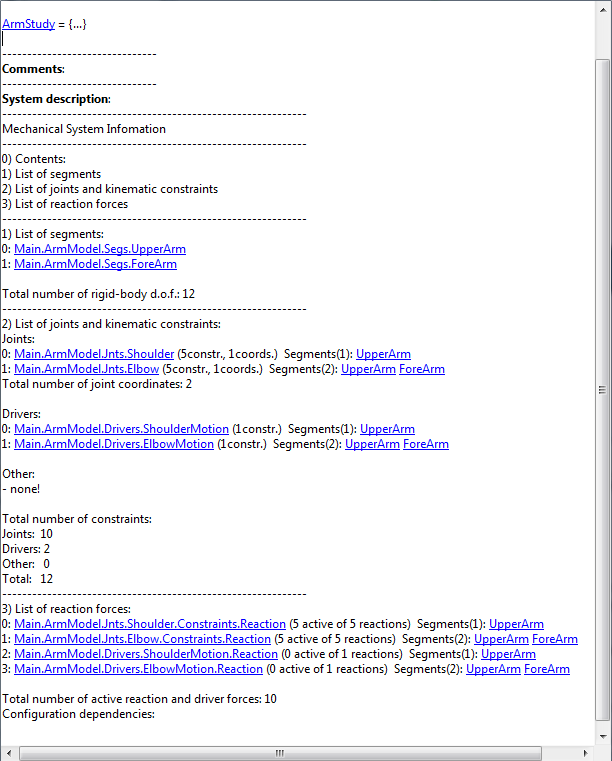 ArmStudy = {...}
-------------------------------
Comments:
-------------------------------
System description:
-------------------------------------------------------------
Mechanical System Infomation
-------------------------------------------------------------
0) Contents:
1) List of segments
2) List of joints and kinematic constraints
3) List of reaction forces
-------------------------------------------------------------
1) List of segments:
0: Main.ArmModel.Segs.UpperArm
1: Main.ArmModel.Segs.ForeArm
Total number of rigid-body d.o.f.: 12
-------------------------------------------------------------
2) List of joints and kinematic constraints:
Joints:
0: Main.ArmModel.Jnts.Shoulder (5constr., 1coords.)  Segments(1): UpperArm
1: Main.ArmModel.Jnts.Elbow (5constr., 1coords.)  Segments(2): UpperArm ForeArm
Total number of joint coordinates: 2
Drivers:
0: Main.ArmModel.Drivers.ShoulderMotion (1constr.)  Segments(1): UpperArm
1: Main.ArmModel.Drivers.ElbowMotion (1constr.)  Segments(2): UpperArm ForeArm
Other:
- none!
Total number of constraints:
Joints:  10
Drivers: 2
Other:   0
Total:   12
-------------------------------------------------------------
3) List of reaction forces:
0: Main.ArmModel.Jnts.Shoulder.Constraints.Reaction (5 active of 5 reactions)  Segments(1): UpperArm
1: Main.ArmModel.Jnts.Elbow.Constraints.Reaction (5 active of 5 reactions)  Segments(2): UpperArm ForeArm
2: Main.ArmModel.Drivers.ShoulderMotion.Reaction (0 active of 1 reactions)  Segments(1): UpperArm
3: Main.ArmModel.Drivers.ElbowMotion.Reaction (0 active of 1 reactions)  Segments(2): UpperArm ForeArm
Total number of active reaction and driver forces: 10
Configuration dependencies: